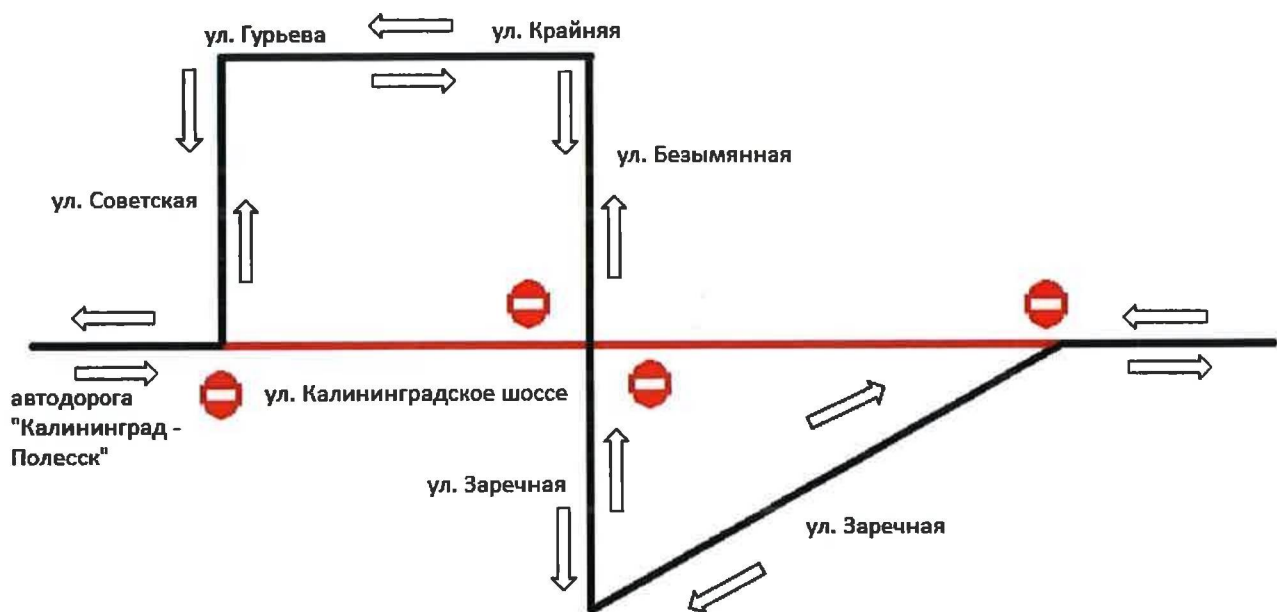 ул. Гурьева
ул. Крайняя
ул. Безымянная
ул. Советская
ул. Калининградское шоссе
автодорога
"Калининград -
Полесск"
ул. Заречная
ул. Заречная